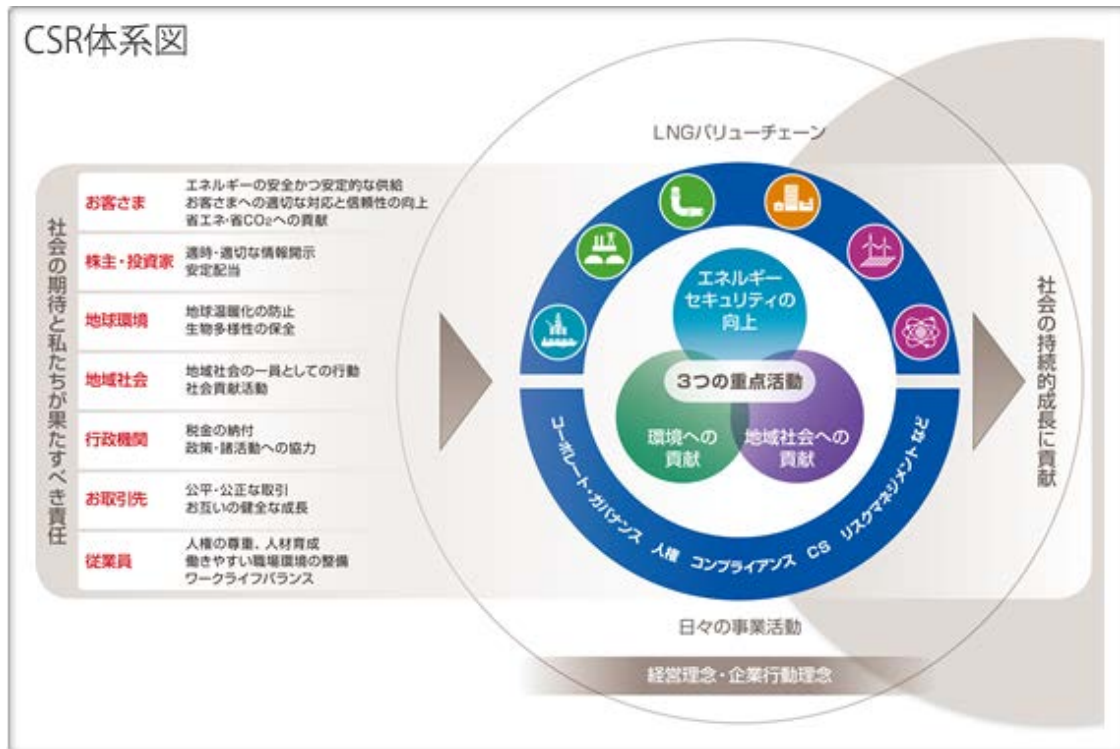 CSR体系図
社会の期待と私たちが果たすべき責任
お客さま
エネルギーの安全かつ安定的な供給
お客さまへの適切な対応と信頼性の向上
省エネ・省CO2への貢献
株主・投資家
適時・適切な情報開示
安定配当
地球環境
地球温暖化の防止
生物多様性の保全
地域社会
地域社会の一員としての行動
社会貢献活動
行政機関
税金の納付
政策・諸活動への協力
お取引先
公平・公正な取引
お互いの健全な成長
従業員
人権の尊重、人材育成
働きやすい職場環境の整備
ワークライフバランス
LNGバリューチェーン
エネルギー
セキュリティの
向上
3つの重点活動
環境への
貢献
地域社会への
貢献
コーポレート・ガバナンス 人権 コンプライアンス CS リスクマネジメントなど
日々の事業活動
経営理念・企業行動理念
社会の持続的成長に貢献